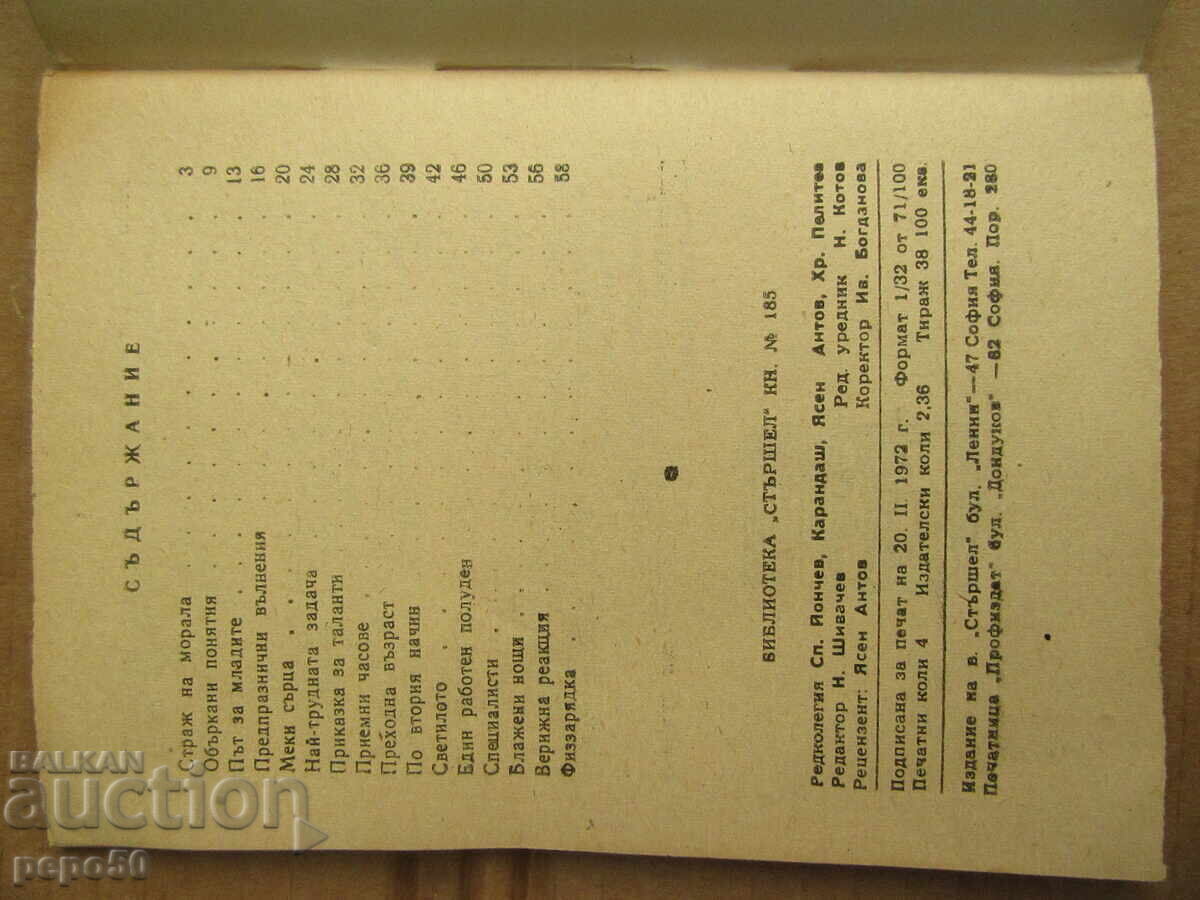 СЪДЪРЖАНИЕ
Страж на морала . . . . . . . . 3
Объркани понятия . . . . . . . . 9
Път за младите . . . . . . . . 13
Предпразнични вълнения . . . . . . . . 16
Меки сърца . . . . . . . . 20
Най-трудната задача . . . . . . . . 24
Приказка за таланти . . . . . . . . 28
Приемни часове . . . . . . . . 32
Преходна възраст . . . . . . . . 36
По втория начин . . . . . . . . 39
Светилото . . . . . . . . 42
Един работен полуден . . . . . . . . 46
Специалисти . . . . . . . . 50
Блажени нощи . . . . . . . . 53
Верижна реакция . . . . . . . . 56
Физзарядка . . . . . . . . 58
БИБЛИОТЕКА „СТЪРШЕЛ" КН. № 185
Редколегия Сп. Йончев, Карандаш, Ясен Антов, Хр. Пелитев
Редактор Н. Шивачев Ред. уредник Н. Котов
Рецензент: Ясен Антов Коректор Ив. Богданова
Подписана за печат на 20. II. 1972 г. Формат 1/32 от 71/100
Печатни коли 4 Издателски коли 2,36 Тираж 38 100 екв.
Издание на в. „Стършел" бул. „Ленин"—47 София Тел. 44-18-21
Печатница „Профиздат" бул. „Дондуков" —82 София. Пор. 280
BALKAN
auction
pepo50